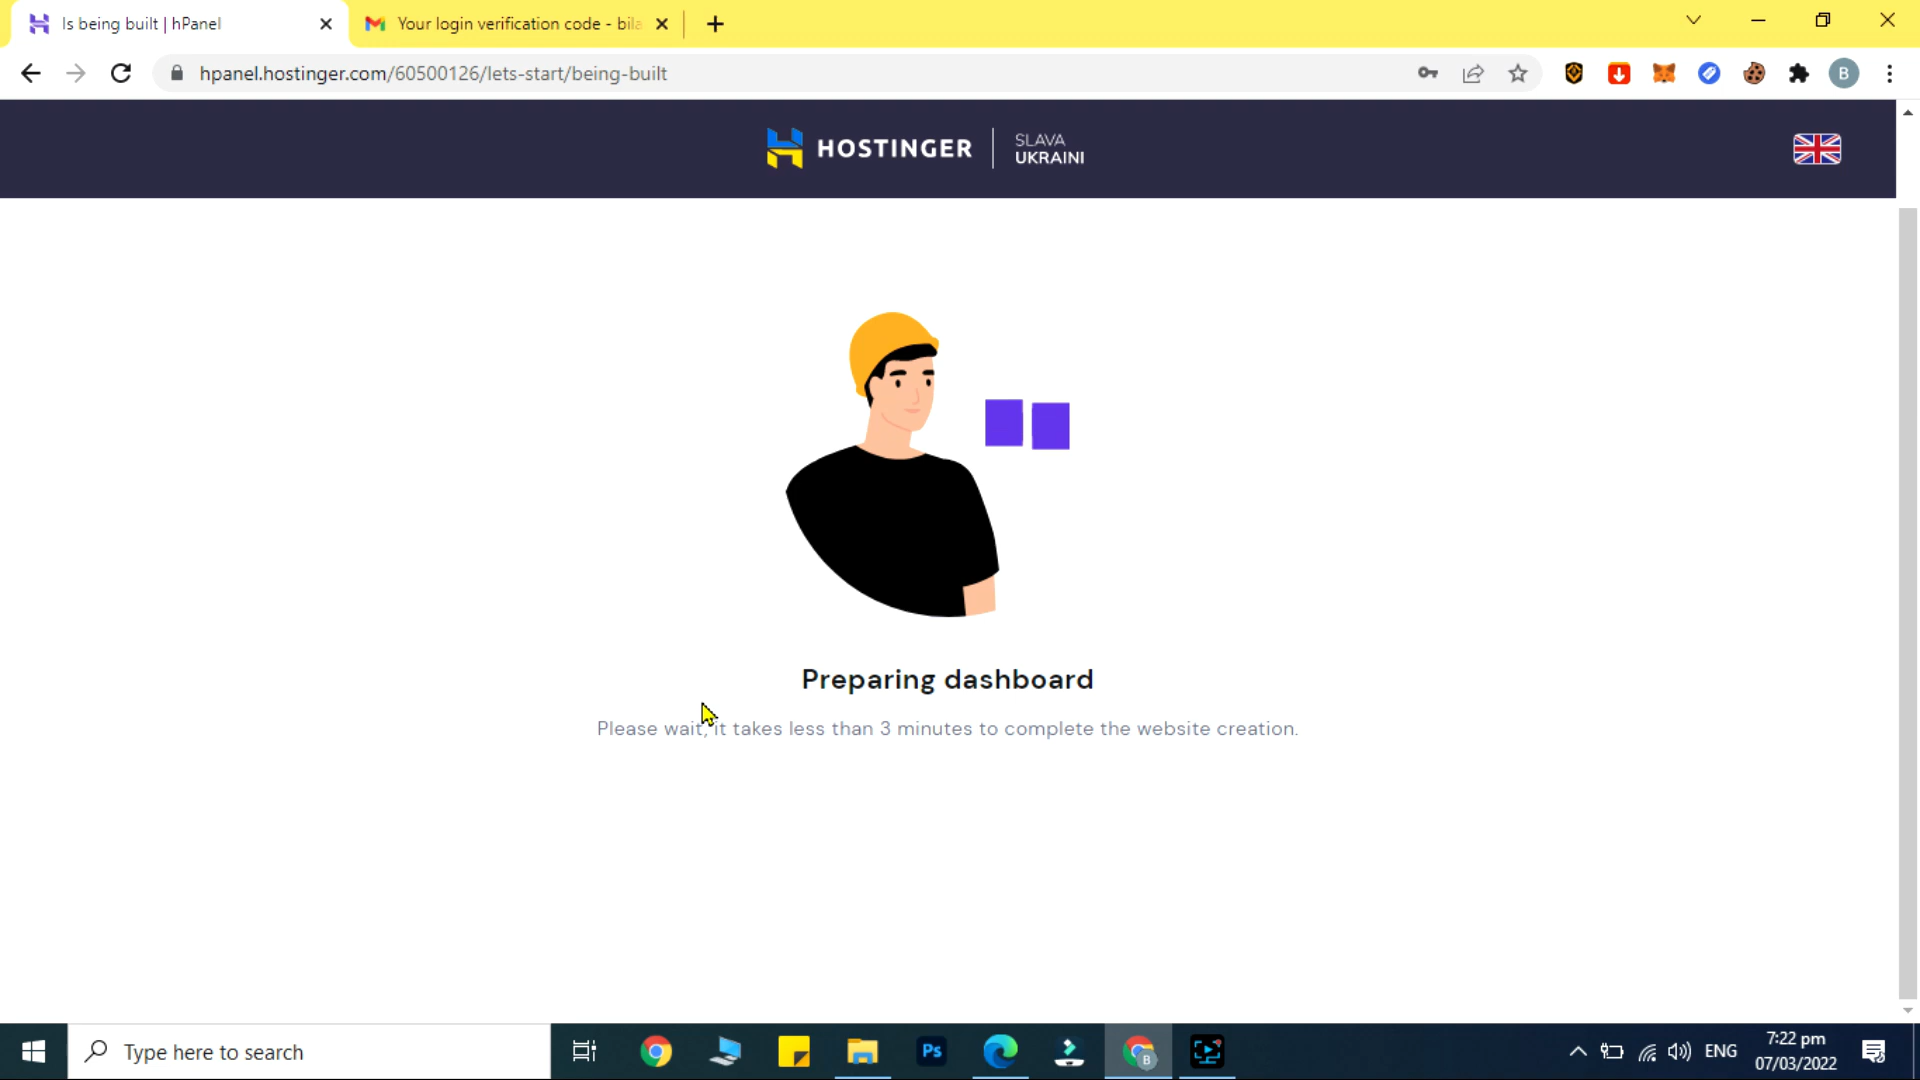 Is being built | hPanel
Your login verification code - bila
hpanel.hostinger.com/60500126/lets-start/being-built
B
HOSTINGER
SLAVA
UKRAINI
Preparing dashboard
Please wait, it takes less than 3 minutes to complete the website creation.
Type here to search
Ps
B
ENG
7:22 pm
07/03/2022